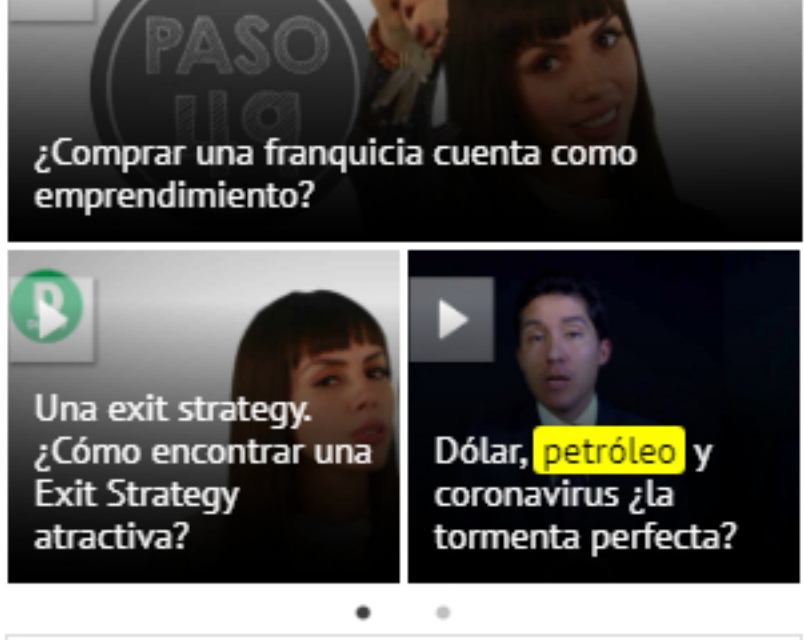 PASO
¿Comprar una franquicia cuenta como
emprendimiento?
Una exit strategy.
¿Cómo encontrar una
Exit Strategy
atractiva?
Dólar, petróleo y
coronavirus ¿la
tormenta perfecta?